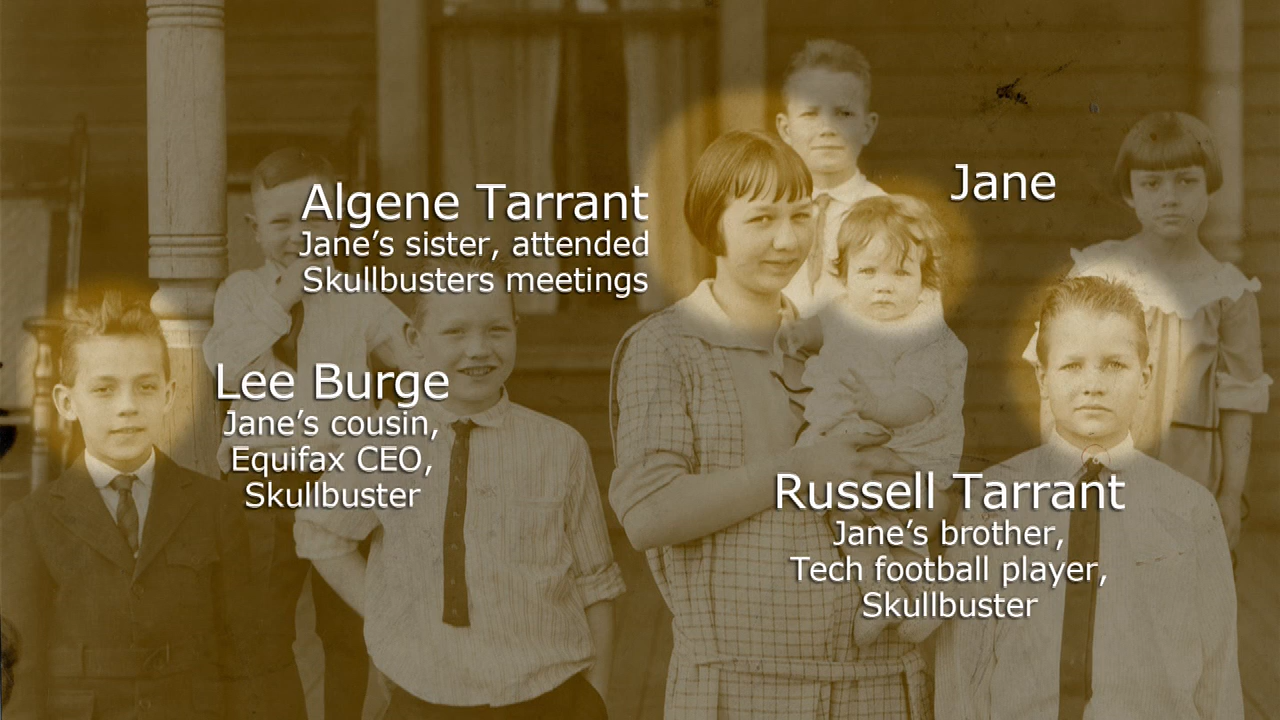 Algene Tarrant
Jane’s sister, attended
Skullbusters meetings
Jane
Lee Burge
Jane’s cousin,
Equifax CEO,
Skullbuster
Russell Tarrant
Jane’s brother,
Tech football player,
Skullbuster